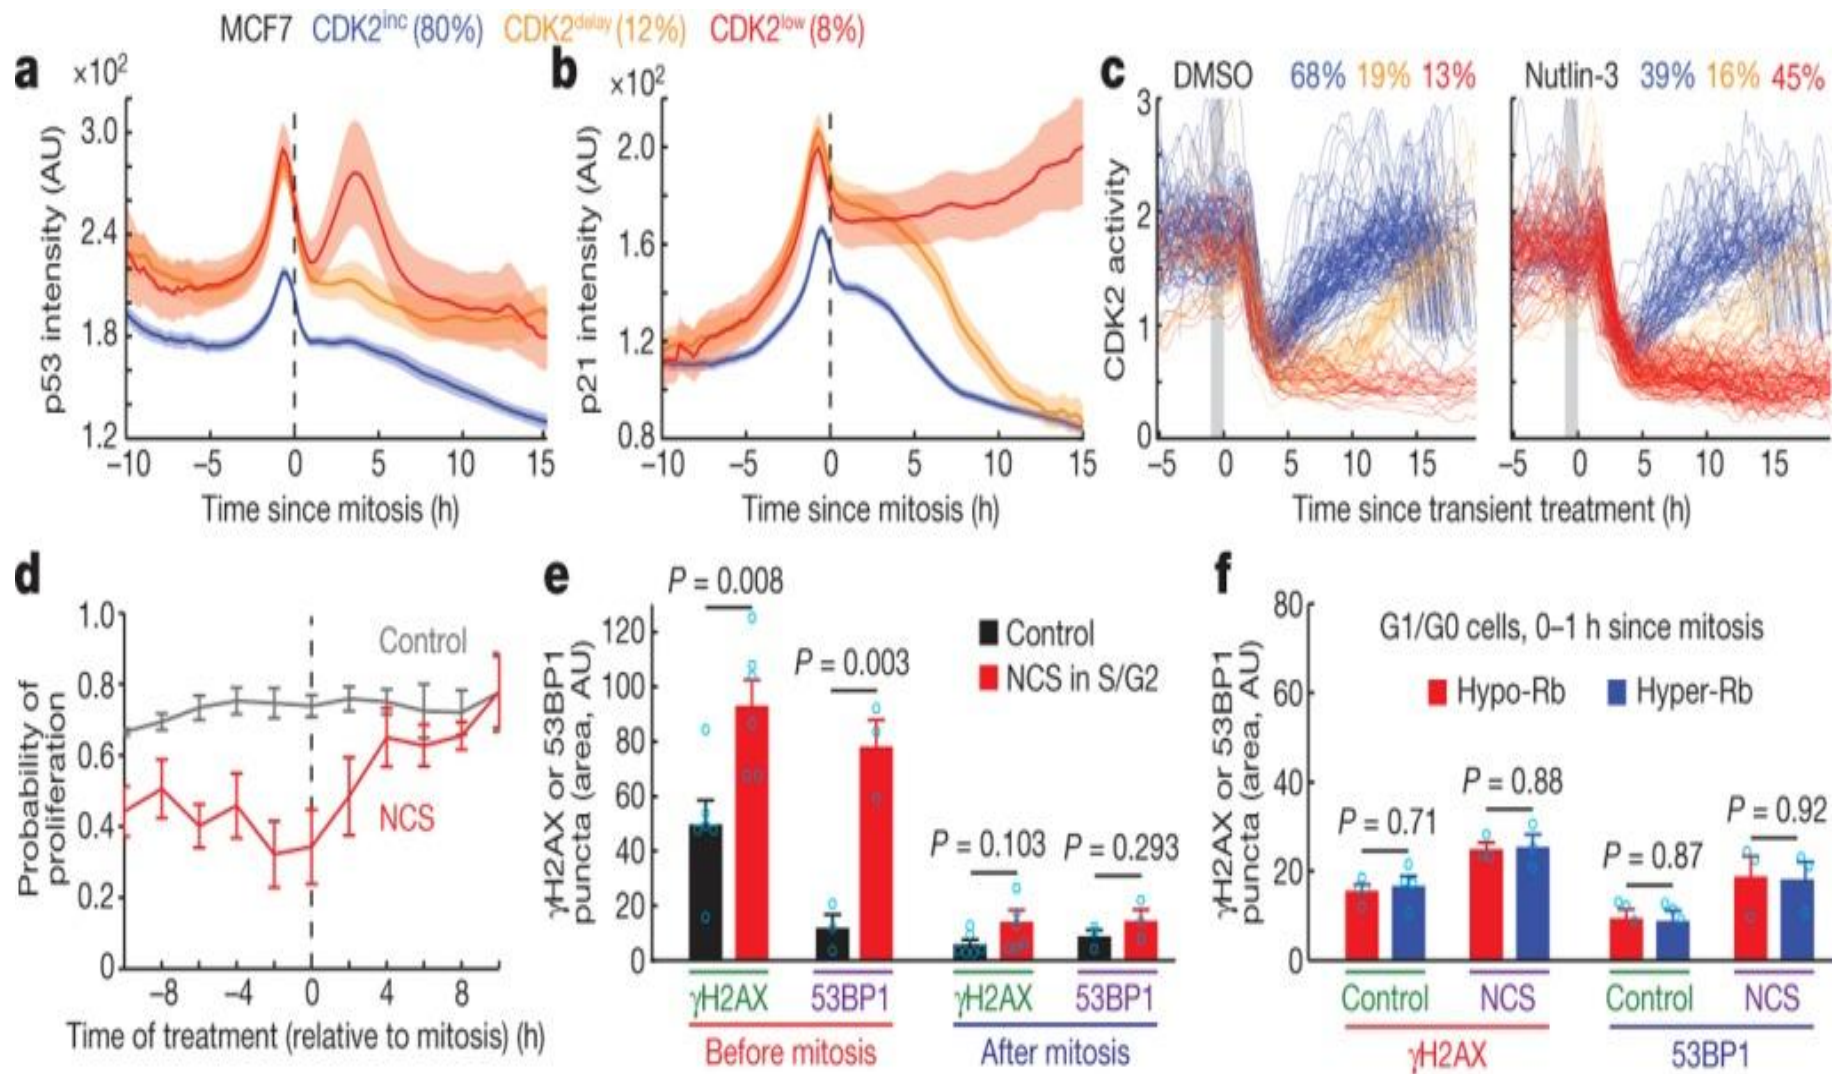 MCF7 CDK2inc (80%) CDK2delay (12%) CDK2low (8%)
a
×10²
3.0
2.4
1.8
1.2
p53 intensity (AU)
–10 –5 0 5 10 15
Time since mitosis (h)
b
×10²
2.0
1.6
1.2
0.8
p21 intensity (AU)
–10 –5 0 5 10 15
Time since mitosis (h)
c
DMSO 68% 19% 13%
Nutlin-3 39% 16% 45%
3
2
1
0
CDK2 activity
–5 0 5 10 15
–5 0 5 10 15
Time since transient treatment (h)
d
1.0
0.8
0.6
0.4
0.2
0
Probability of
proliferation
Control
NCS
–8 –4 0 4 8
Time of treatment (relative to mitosis) (h)
e
P = 0.008
P = 0.003
P = 0.103
P = 0.293
Control
NCS in S/G2
120
100
80
60
40
20
0
γH2AX or 53BP1
puncta (area, AU)
γH2AX 53BP1 γH2AX 53BP1
Before mitosis After mitosis
f
80
60
40
20
0
γH2AX or 53BP1
puncta (area, AU)
G1/G0 cells, 0–1 h since mitosis
Hypo-Rb Hyper-Rb
P = 0.71
P = 0.88
P = 0.87
P = 0.92
Control NCS Control NCS
γH2AX 53BP1